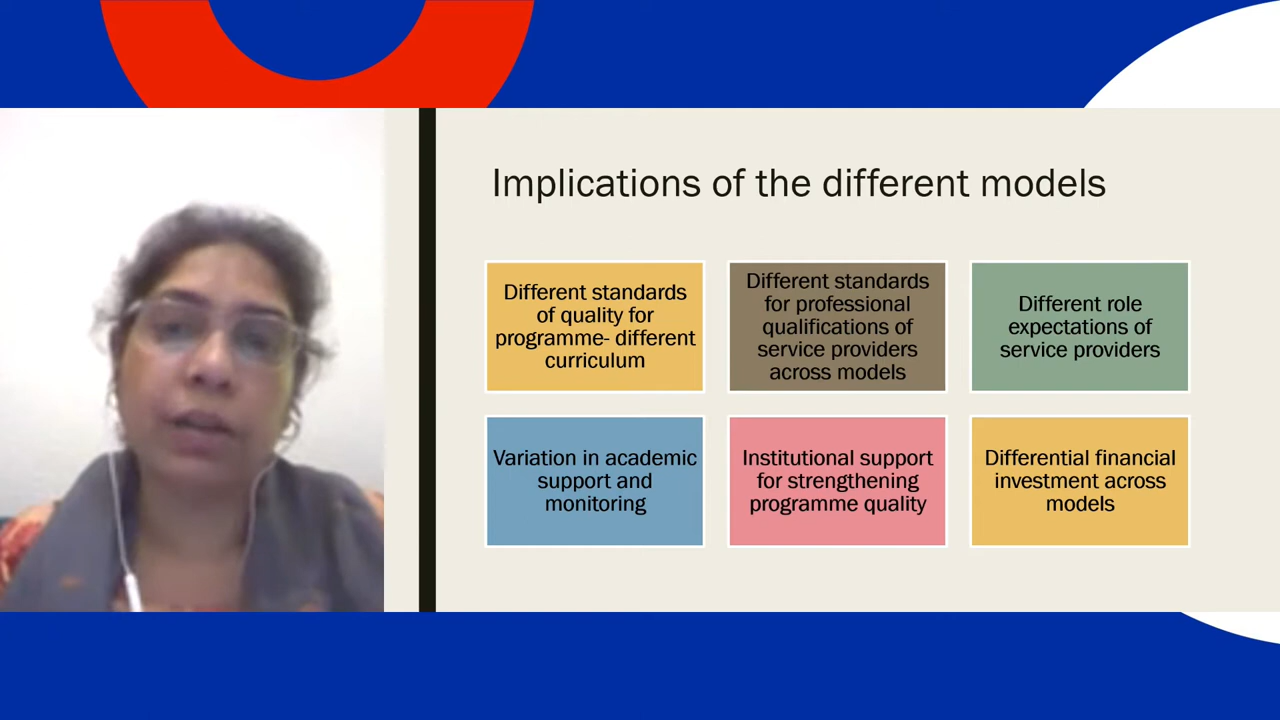 Implications of the different models
Different standards
of quality for
programme- different
curriculum
Different standards
for professional
qualifications of
service providers
across models
Different role
expectations of
service providers
Variation in academic
support and
monitoring
Institutional support
for strengthening
programme quality
Differential financial
investment across
models